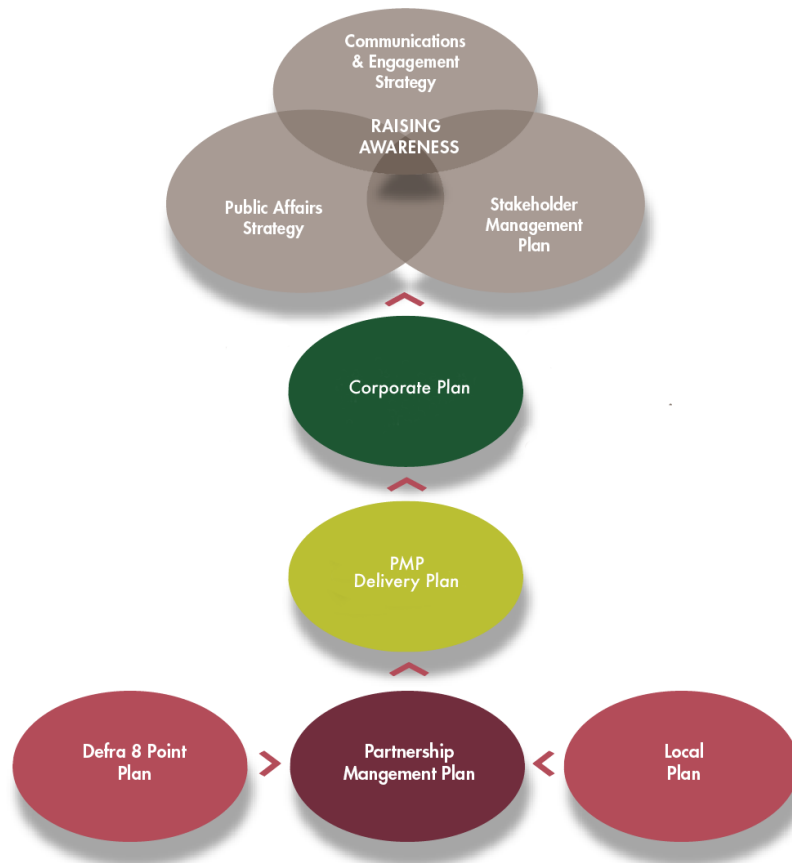 Communications
& Engagement
Strategy
RAISING
AWARENESS
Public Affairs
Strategy
Stakeholder
Management
Plan
Corporate Plan
PMP
Delivery Plan
Defra 8 Point
Plan
Partnership
Mangement Plan
Local
Plan